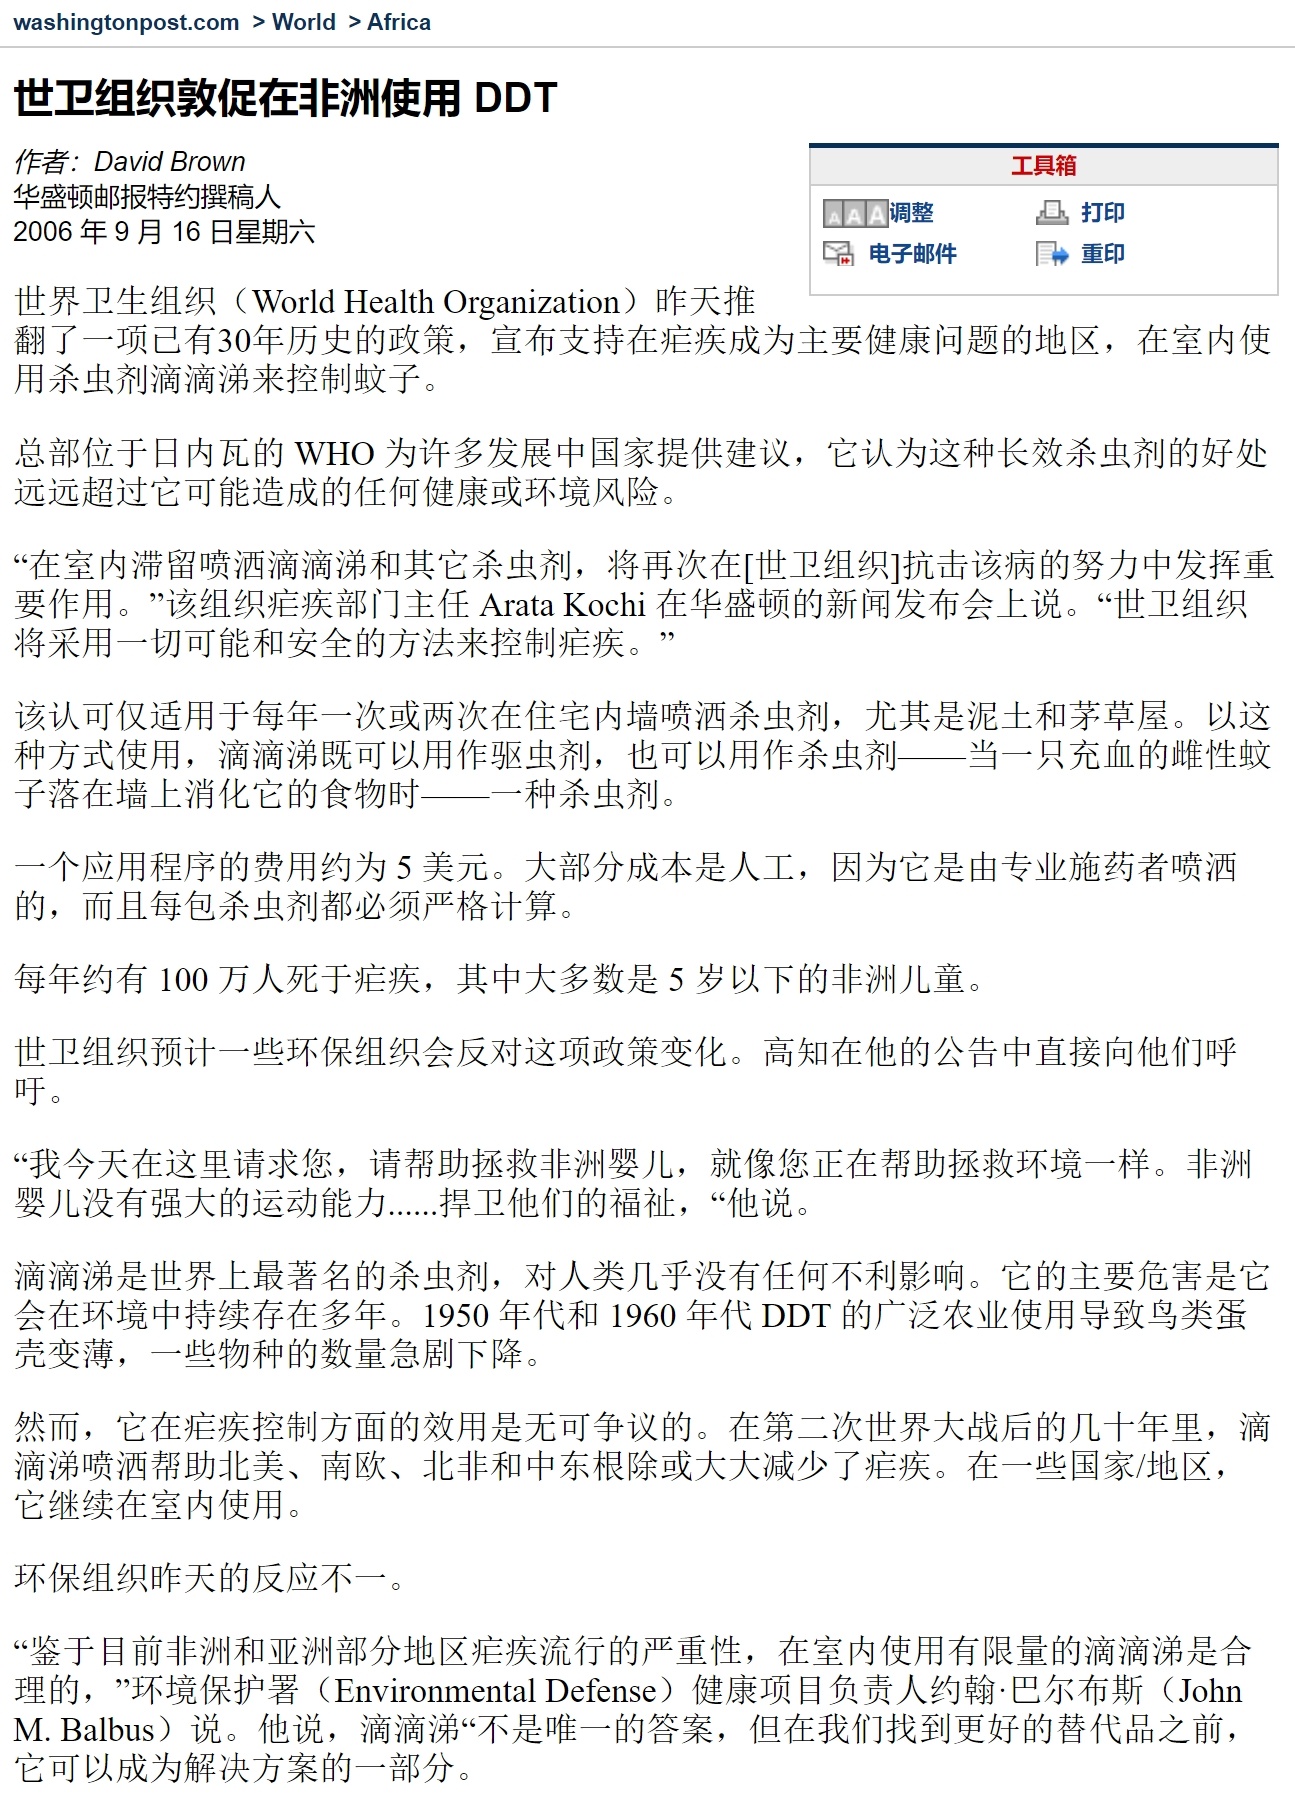 washingtonpost.com > World > Africa
世卫组织敦促在非洲使用 DDT
作者：David Brown
华盛顿邮报特约撰稿人
2006 年 9 月 16 日星期六
工具箱
AAA调整
打印
电子邮件
重印
世界卫生组织（World Health Organization）昨天推
翻了一项已有30年历史的政策，宣布支持在疟疾成为主要健康问题的地区，在室内使
用杀虫剂滴滴涕来控制蚊子。
总部位于日内瓦的 WHO 为许多发展中国家提供建议，它认为这种长效杀虫剂的好处
远远超过它可能造成的任何健康或环境风险。
“在室内滞留喷洒滴滴涕和其它杀虫剂，将再次在[世卫组织]抗击该病的努力中发挥重
要作用。”该组织疟疾部门主任 Arata Kochi 在华盛顿的新闻发布会上说。“世卫组织
将采用一切可能和安全的方法来控制疟疾。”
该认可仅适用于每年一次或两次在住宅内墙喷洒杀虫剂，尤其是泥土和茅草屋。以这
种方式使用，滴滴涕既可以用作驱虫剂，也可以用作杀虫剂——当一只充血的雌性蚊
子落在墙上消化它的食物时——一种杀虫剂。
一个应用程序的费用约为 5 美元。大部分成本是人工，因为它是由专业施药者喷洒
的，而且每包杀虫剂都必须严格计算。
每年约有 100 万人死于疟疾，其中大多数是 5 岁以下的非洲儿童。
世卫组织预计一些环保组织会反对这项政策变化。高知在他的公告中直接向他们呼
吁。
“我今天在这里请求您，请帮助拯救非洲婴儿，就像您正在帮助拯救环境一样。非洲
婴儿没有强大的运动能力......捍卫他们的福祉，“他说。
滴滴涕是世界上最著名的杀虫剂，对人类几乎没有任何不利影响。它的主要危害是它
会在环境中持续存在多年。1950 年代和 1960 年代 DDT 的广泛农业使用导致鸟类蛋
壳变薄，一些物种的数量急剧下降。
然而，它在疟疾控制方面的效用是无可争议的。在第二次世界大战后的几十年里，滴
滴涕喷洒帮助北美、南欧、北非和中东根除或大大减少了疟疾。在一些国家/地区，
它继续在室内使用。
环保组织昨天的反应不一。
“鉴于目前非洲和亚洲部分地区疟疾流行的严重性，在室内使用有限量的滴滴涕是合
理的，”环境保护署（Environmental Defense）健康项目负责人约翰·巴尔布斯（John
M. Balbus）说。他说，滴滴涕“不是唯一的答案，但在我们找到更好的替代品之前，
它可以成为解决方案的一部分。